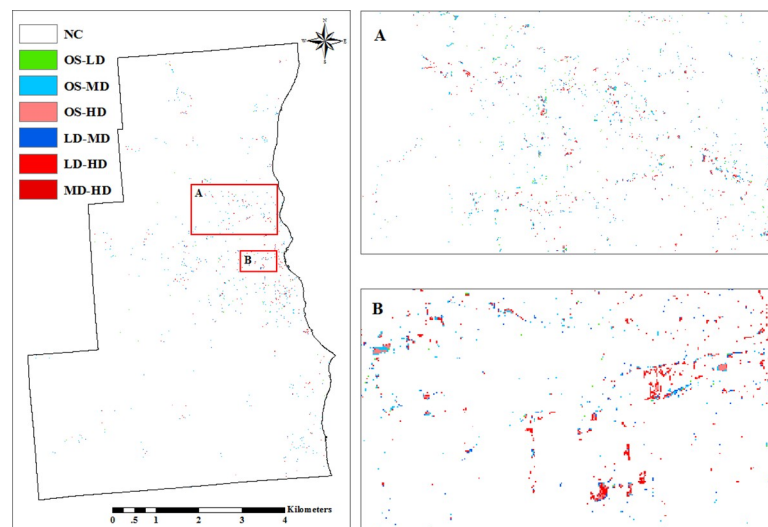 NC
OS-LD
OS-MD
OS-HD
LD-MD
LD-HD
MD-HD
N
W
E
S
A
B
Kilometers
0 .5 1 2 3 4
A
B